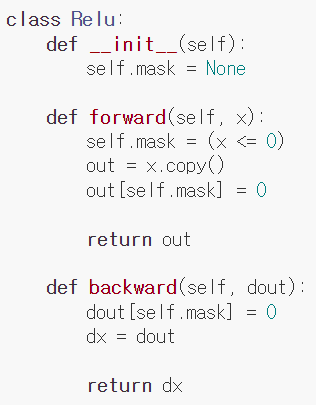 class Relu:
    def __init__(self):
        self.mask = None

    def forward(self, x):
        self.mask = (x <= 0)
        out = x.copy()
        out[self.mask] = 0

        return out

    def backward(self, dout):
        dout[self.mask] = 0
        dx = dout

        return dx